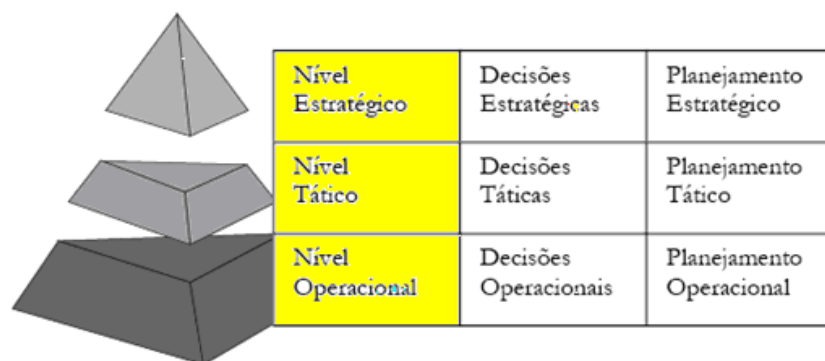 Nível
Estratégico
Decisões
Estratégicas
Planejamento
Estratégico
Nível
Tático
Decisões
Táticas
Planejamento
Tático
Nível
Operacional
Decisões
Operacionais
Planejamento
Operacional